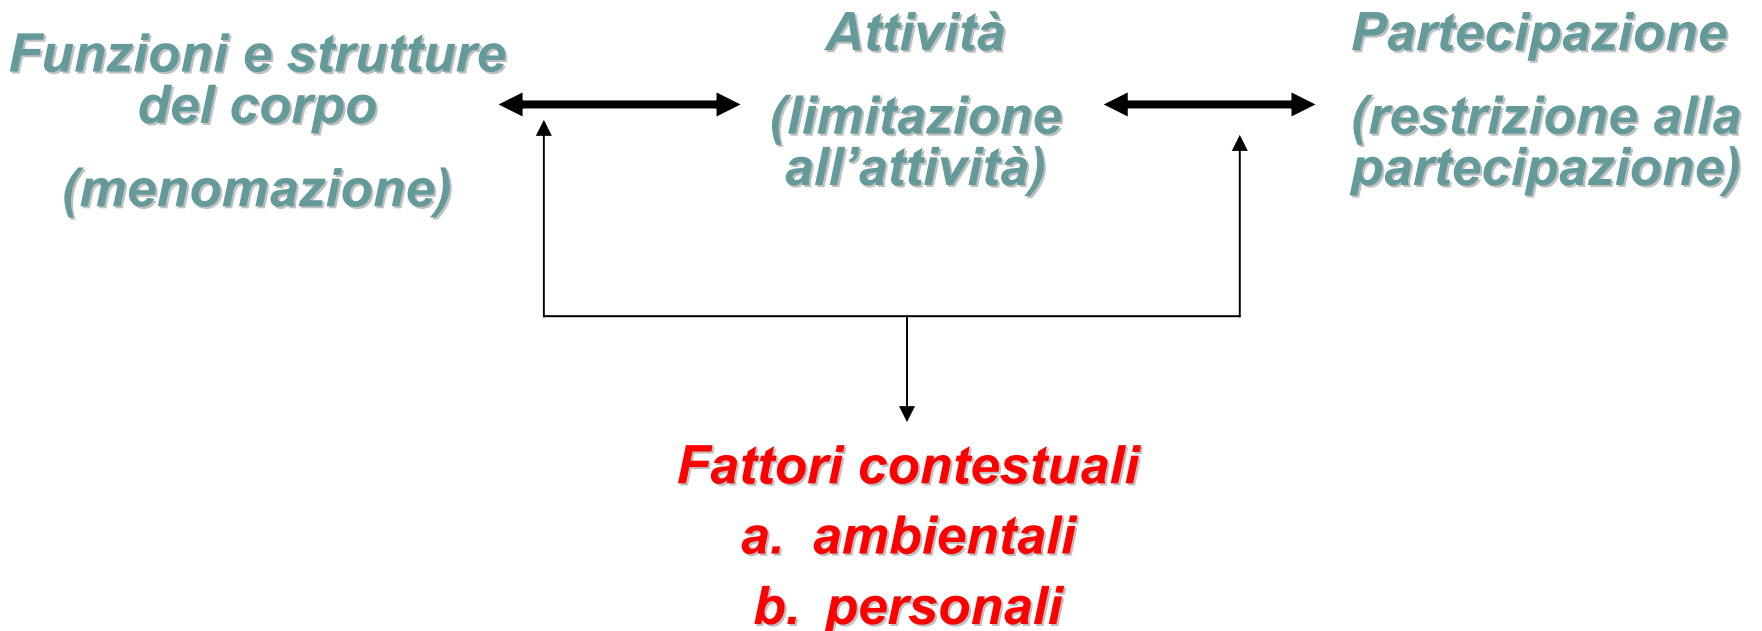 Funzioni e strutture
del corpo
(menomazione)
Attività
(limitazione
all’attività)
Partecipazione
(restrizione alla
partecipazione)
Fattori contestuali
a. ambientali
b. personali